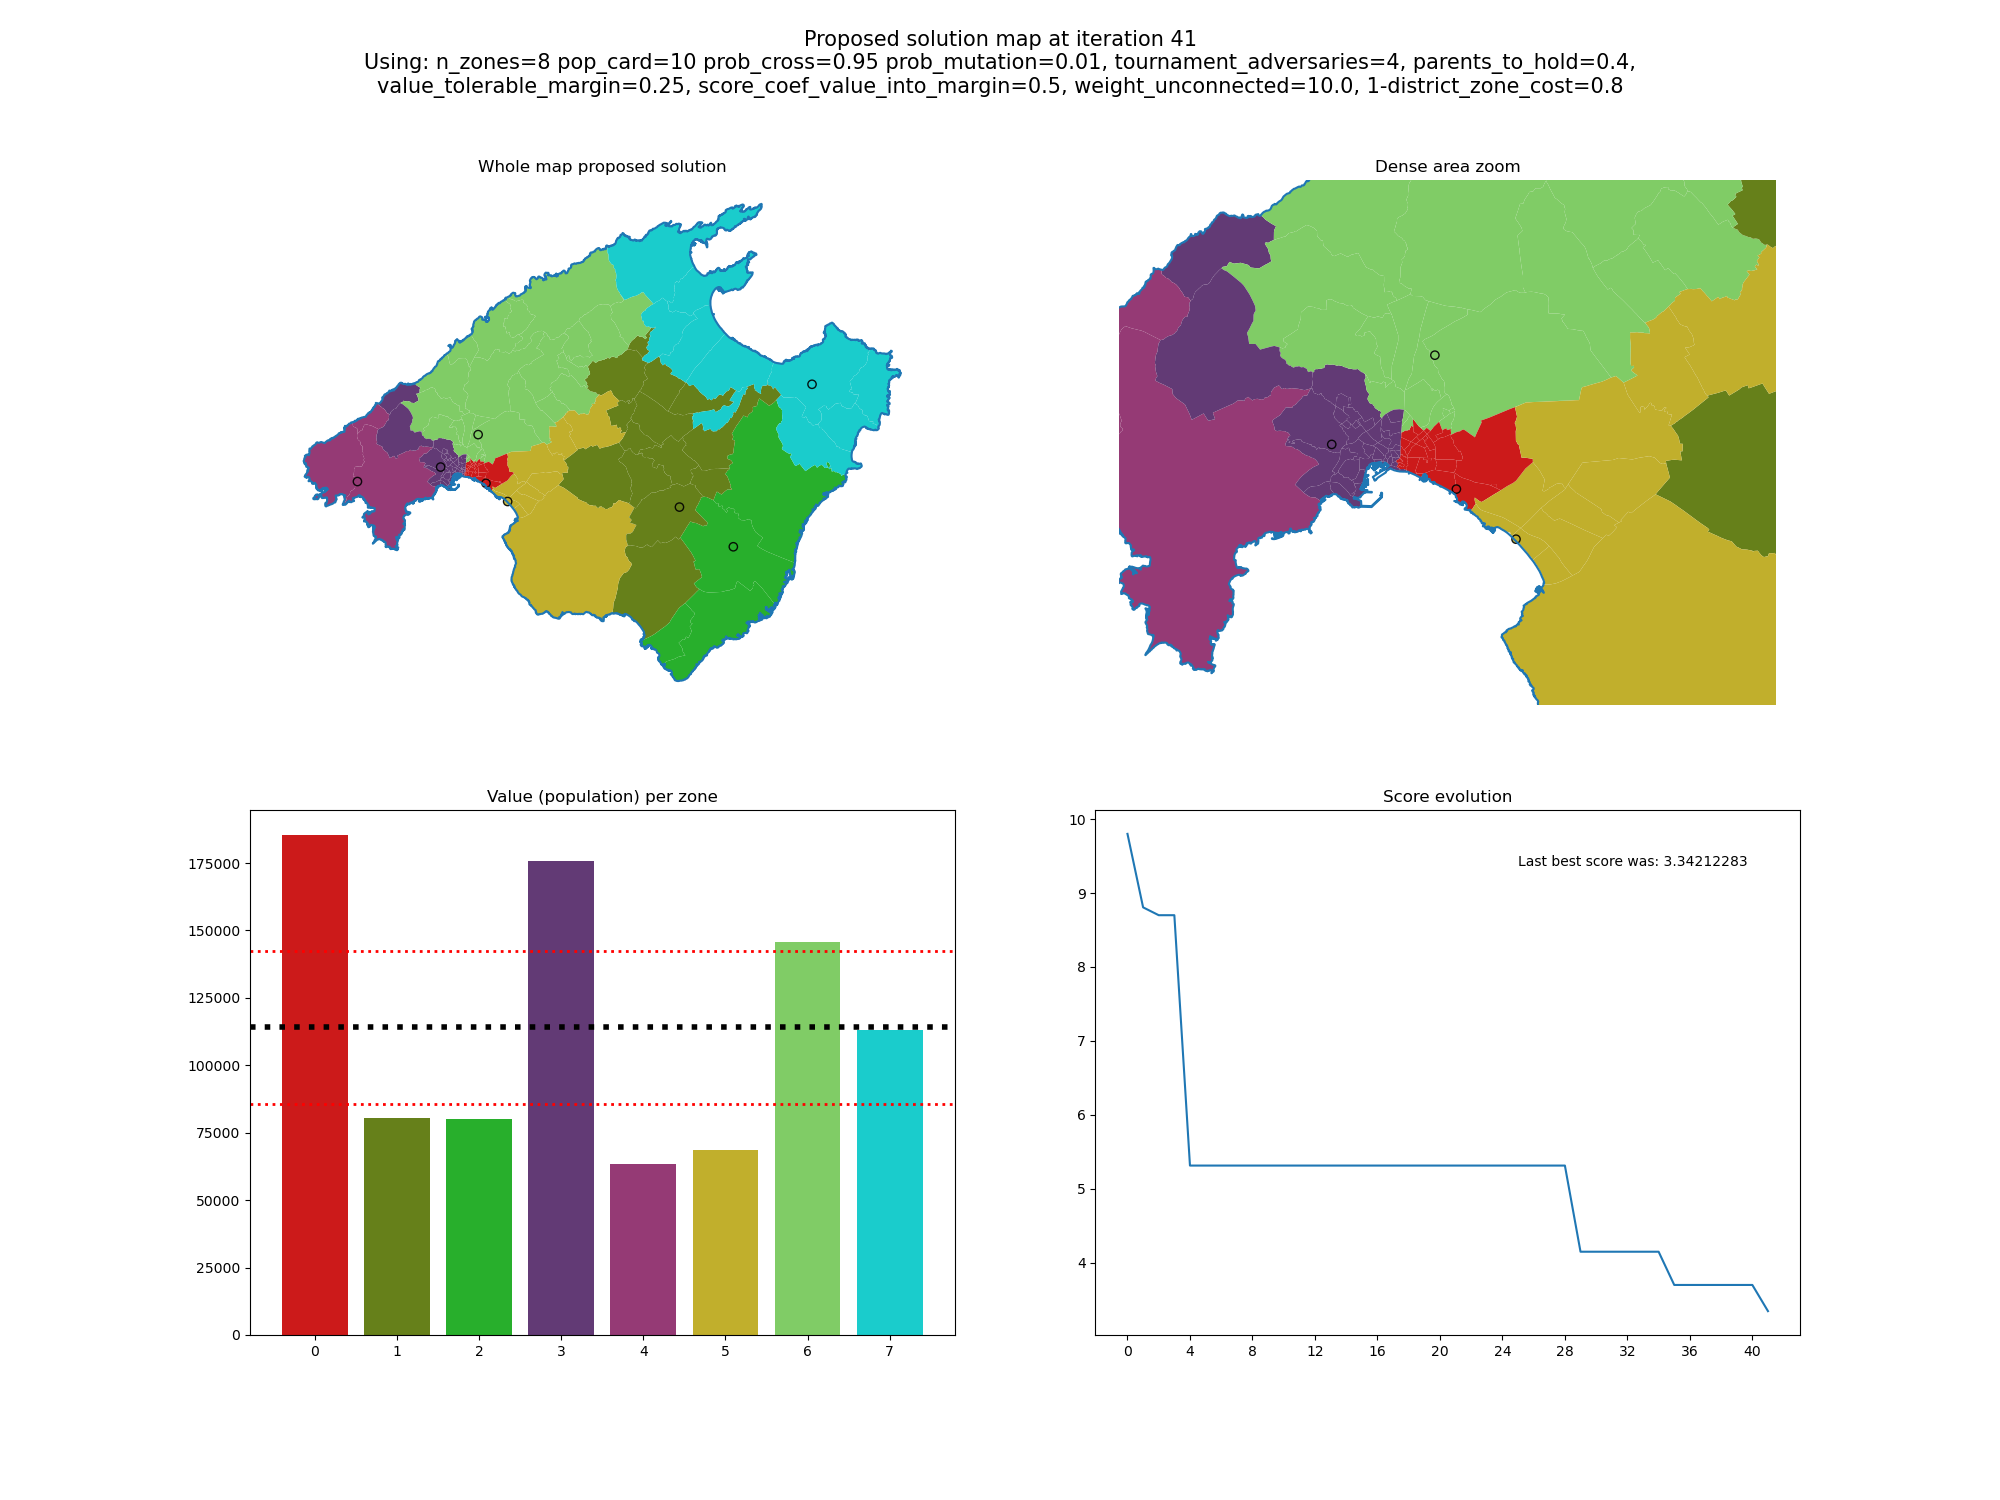 Proposed solution map at iteration 41
Using: n_zones=8 pop_card=10 prob_cross=0.95 prob_mutation=0.01, tournament_adversaries=4, parents_to_hold=0.4,
value_tolerable_margin=0.25, score_coef_value_into_margin=0.5, weight_unconnected=10.0, 1-district_zone_cost=0.8
Whole map proposed solution
Dense area zoom
Value (population) per zone
175000
150000
125000
100000
75000
50000
25000
0
0 1 2 3 4 5 6 7
Score evolution
Last best score was: 3.34212283
10
9
8
7
6
5
4
0 4 8 12 16 20 24 28 32 36 40